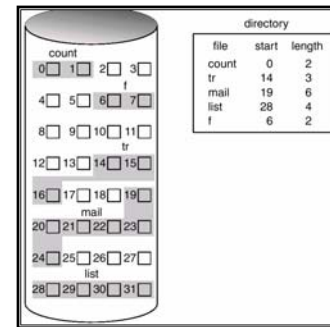 count
0 1 2 3
f
4 5 6 7
8 9 10 11
tr
12 13 14 15
16 17 18 19
mail
20 21 22 23
24 25 26 27
list
28 29 30 31
directory
file start length
count 0 2
tr 14 3
mail 19 6
list 28 4
f 6 2